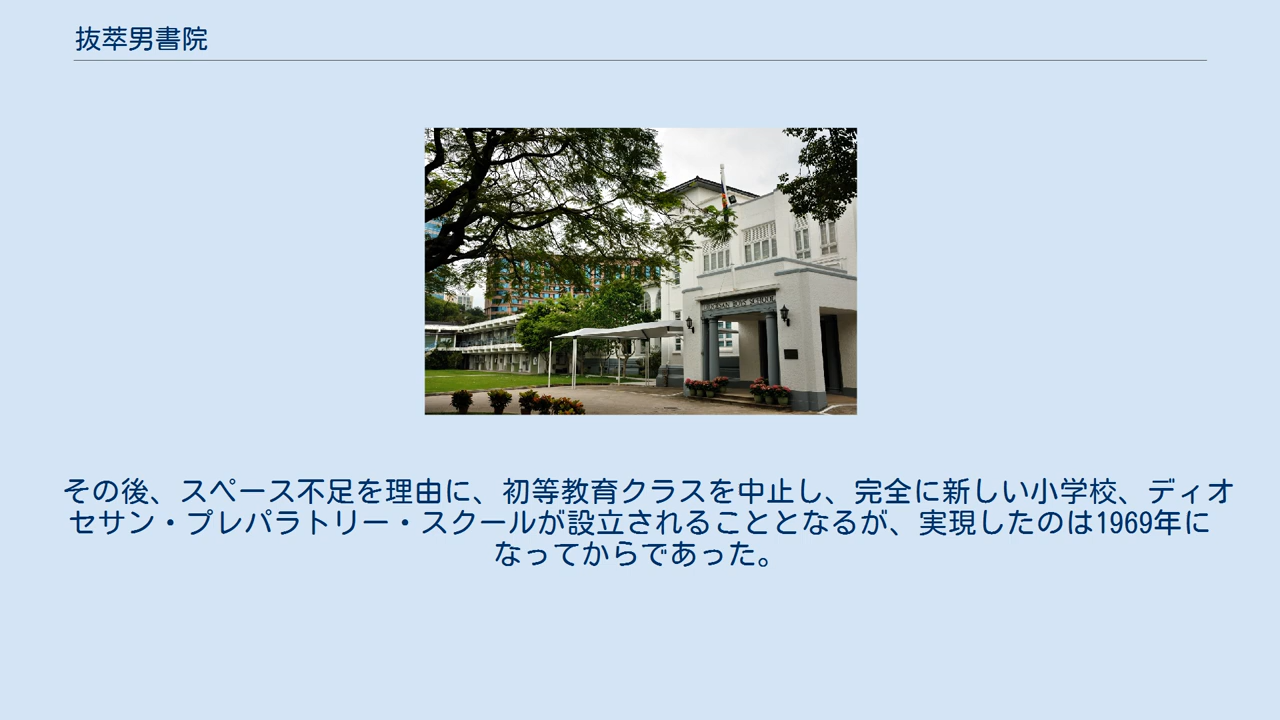 抜萃男書院
DIOCESAN BOYS' SCHOOL
その後、スペース不足を理由に、初等教育クラスを中止し、完全に新しい小学校、ディオ
セサン・プレパラトリー・スクールが設立されることとなるが、実現したのは1969年に
なってからであった。